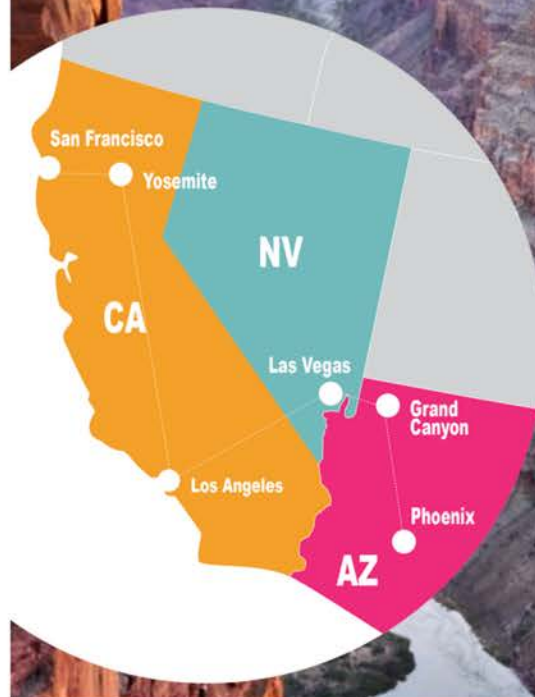 San Francisco
Yosemite
NV
CA
Las Vegas
Grand
Canyon
Los Angeles
Phoenix
AZ